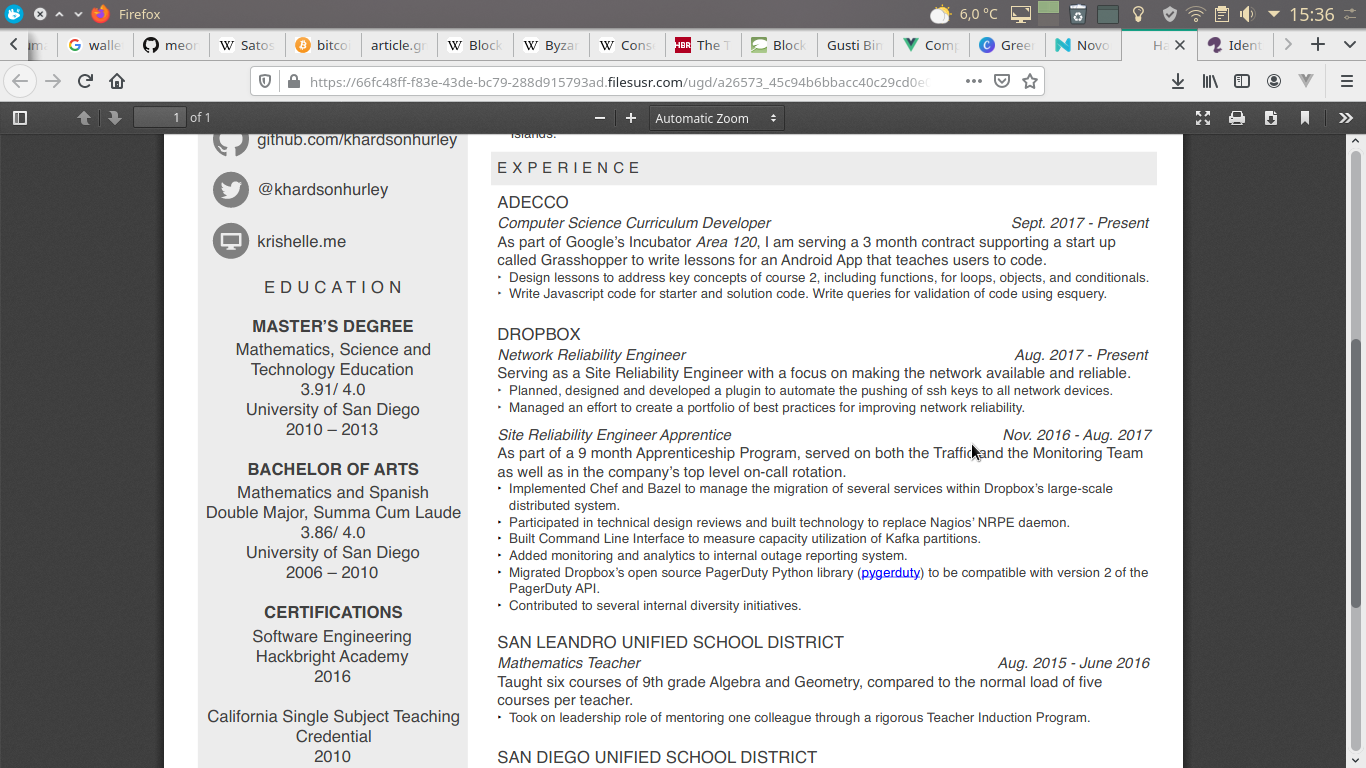 Firefox
6,0 °C
15:36
walle
meor
Satos
bitco
article.gr
Block
Byzar
Cons
The T
Block
Gusti Bin
Comp
Gree
Novo
Ha
Ident
https://66fc48ff-f83e-43de-bc79-288d915793ad.filesusr.com/ugd/a26573_45c94b6bbacc40c29cd0e
1 of 1
Automatic Zoom
github.com/khardsonhurley
@khardsonhurley
krishelle.me
EDUCATION
MASTER’S DEGREE
Mathematics, Science and
Technology Education
3.91/ 4.0
University of San Diego
2010 – 2013
BACHELOR OF ARTS
Mathematics and Spanish
Double Major, Summa Cum Laude
3.86/ 4.0
University of San Diego
2006 – 2010
CERTIFICATIONS
Software Engineering
Hackbright Academy
2016
California Single Subject Teaching
Credential
2010
islands.
EXPERIENCE
ADECCO
Computer Science Curriculum Developer Sept. 2017 - Present
As part of Google’s Incubator Area 120, I am serving a 3 month contract supporting a start up
called Grasshopper to write lessons for an Android App that teaches users to code.
‣ Design lessons to address key concepts of course 2, including functions, for loops, objects, and conditionals.
‣ Write Javascript code for starter and solution code. Write queries for validation of code using esquery.
DROPBOX
Network Reliability Engineer Aug. 2017 - Present
Serving as a Site Reliability Engineer with a focus on making the network available and reliable.
‣ Planned, designed and developed a plugin to automate the pushing of ssh keys to all network devices.
‣ Managed an effort to create a portfolio of best practices for improving network reliability.
Site Reliability Engineer Apprentice Nov. 2016 - Aug. 2017
As part of a 9 month Apprenticeship Program, served on both the Traffic and the Monitoring Team
as well as in the company’s top level on-call rotation.
‣ Implemented Chef and Bazel to manage the migration of several services within Dropbox’s large-scale
distributed system.
‣ Participated in technical design reviews and built technology to replace Nagios’ NRPE daemon.
‣ Built Command Line Interface to measure capacity utilization of Kafka partitions.
‣ Added monitoring and analytics to internal outage reporting system.
‣ Migrated Dropbox’s open source PagerDuty Python library (pygerduty) to be compatible with version 2 of the
PagerDuty API.
‣ Contributed to several internal diversity initiatives.
SAN LEANDRO UNIFIED SCHOOL DISTRICT
Mathematics Teacher Aug. 2015 - June 2016
Taught six courses of 9th grade Algebra and Geometry, compared to the normal load of five
courses per teacher.
‣ Took on leadership role of mentoring one colleague through a rigorous Teacher Induction Program.
SAN DIEGO UNIFIED SCHOOL DISTRICT